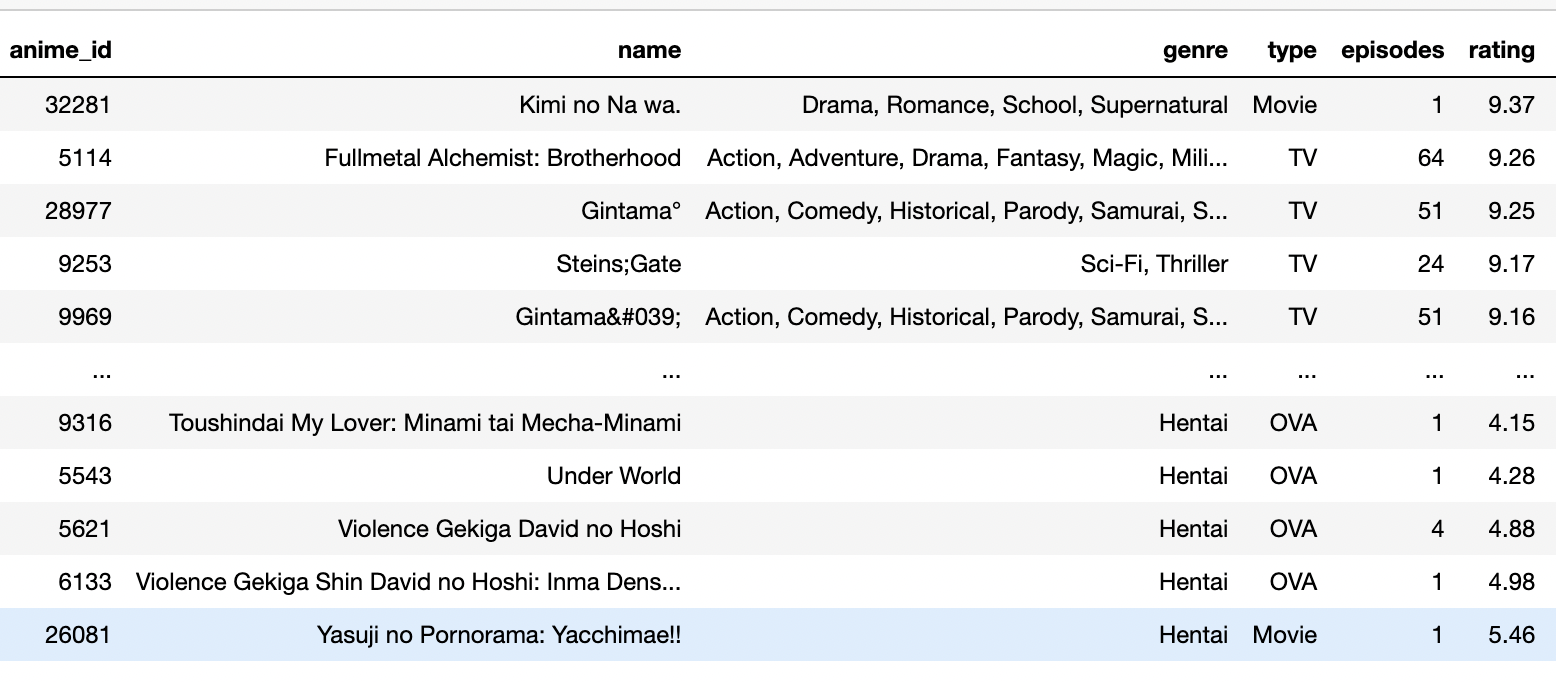 anime_id name genre type episodes rating
32281 Kimi no Na wa. Drama, Romance, School, Supernatural Movie 1 9.37
5114 Fullmetal Alchemist: Brotherhood Action, Adventure, Drama, Fantasy, Magic, Mili... TV 64 9.26
28977 Gintama° Action, Comedy, Historical, Parody, Samurai, S... TV 51 9.25
9253 Steins;Gate Sci-Fi, Thriller TV 24 9.17
9969 Gintama&#039; Action, Comedy, Historical, Parody, Samurai, S... TV 51 9.16
... ... ... ... ... ...
9316 Toushindai My Lover: Minami tai Mecha-Minami Hentai OVA 1 4.15
5543 Under World Hentai OVA 1 4.28
5621 Violence Gekiga David no Hoshi Hentai OVA 4 4.88
6133 Violence Gekiga Shin David no Hoshi: Inma Dens... Hentai OVA 1 4.98
26081 Yasuji no Pornorama: Yacchimae!! Hentai Movie 1 5.46